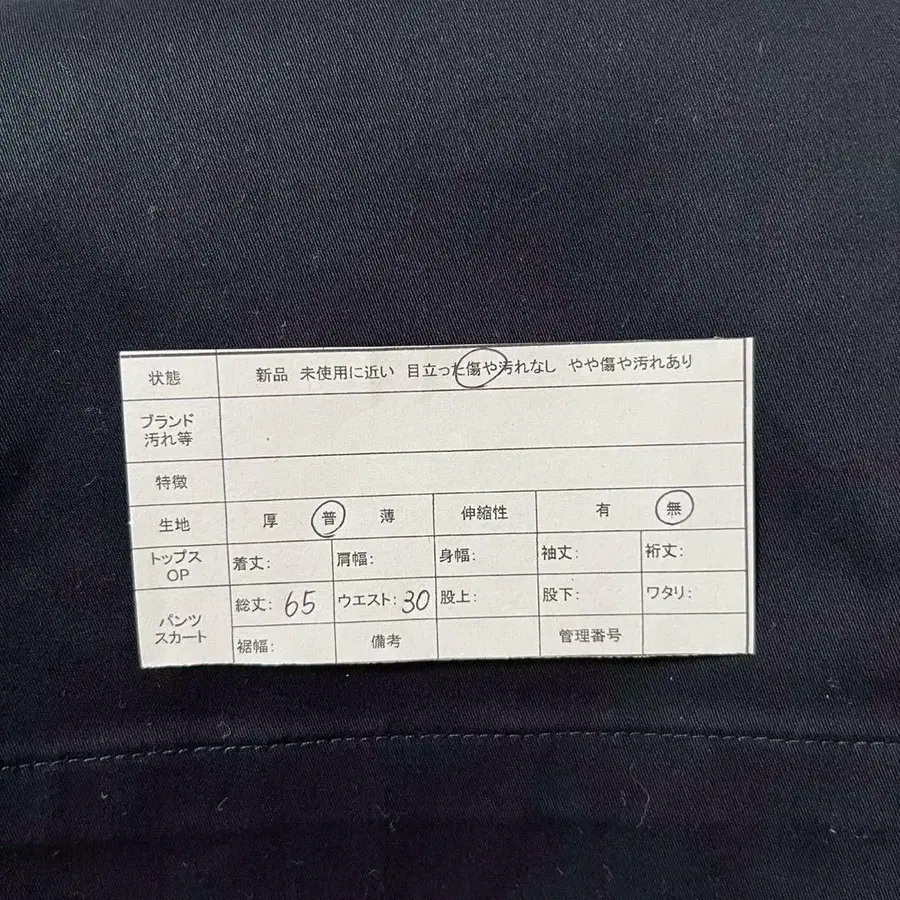 状態 新品 未使用に近い 目立った傷や汚れなし やや傷や汚れあり
ブランド
汚れ等
特徴
生地 厚 普 薄 伸縮性 有 無
トップス
OP
着丈: 肩幅: 身幅: 袖丈: 裄丈:
パンツ
スカート
総丈: 65 ウエスト: 30 股上: 股下: ワタリ:
裾幅: 備考 管理番号